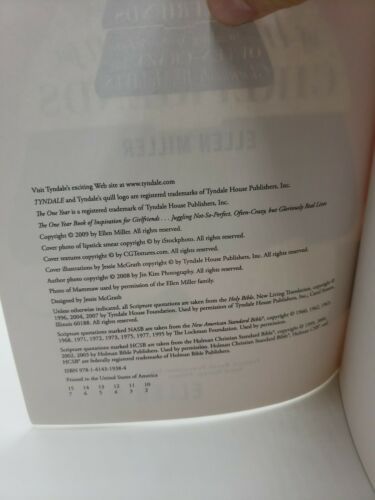 Visit Tyndale's exciting Web site at www.tyndale.com
TYNDALE and Tyndale's quill logo are registered trademarks of Tyndale House Publishers, Inc.
The One Year is a registered trademark of Tyndale House Publishers, Inc.
The One Year Book of Inspiration for Girlfriends . . . Juggling Not-So-Perfect, Often-Crazy, but Gloriously Real Lives
Copyright © 2009 by Ellen Miller. All rights reserved.
Cover photo of lipstick smear copyright © by iStockphoto. All rights reserved.
Cover textures copyright © by CGTextures.com. All rights reserved.
Cover illustrations by Jessie McGrath copyright © by Tyndale House Publishers, Inc. All rights reserved.
Author photo copyright © 2008 by Jen Kim Photography. All rights reserved.
Photo of Mammaw used by permission of the Ellen Miller family.
Designed by Jessie McGrath
Unless otherwise indicated, all Scripture quotations are taken from the Holy Bible, New Living Translation, copyright ©
1996, 2004, 2007 by Tyndale House Foundation. Used by permission of Tyndale House Publishers, Inc., Carol Stream,
Illinois 60188. All rights reserved.
Scripture quotations marked NASB are taken from the New American Standard Bible®, copyright © 1960, 1962, 1963,
1968, 1971, 1972, 1973, 1975, 1977, 1995 by The Lockman Foundation. Used by permission.
Scripture quotations marked HCSB are taken from the Holman Christian Standard Bible®, copyright © 1999, 2000,
2002, 2003 by Holman Bible Publishers. Used by permission. Holman Christian Standard Bible®, Holman CSB® and
HCSB® are federally registered trademarks of Holman Bible Publishers.
ISBN 978-1-4143-1938-4
Printed in the United States of America
15 14 13 12 11 10
7 6 5 4 3 2
ELLEN MILLER